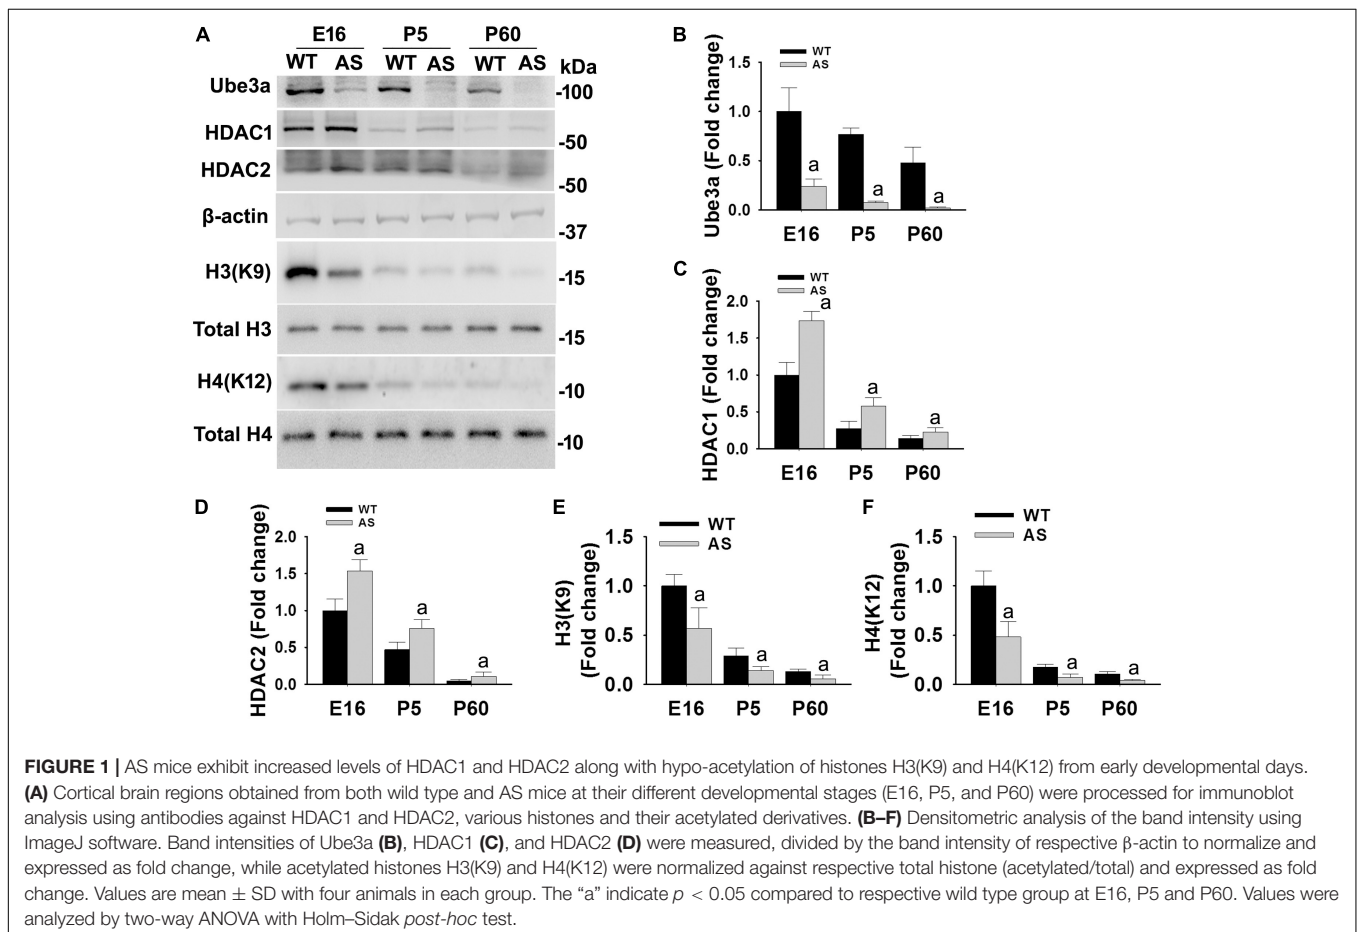 A
E16 P5 P60
WT AS WT AS WT AS
kDa
Ube3a
-100
HDAC1
-50
HDAC2
-50
β-actin
-37
H3(K9)
-15
Total H3
-15
H4(K12)
-10
Total H4
-10
B
WT
AS
Ube3a (Fold change)
1.5
1.0
0.5
0.0
a a a
E16 P5 P60
C
WT
AS
HDAC1 (Fold change)
2.0
1.5
1.0
0.5
0.0
a a a
E16 P5 P60
D
WT
AS
HDAC2 (Fold change)
2.0
1.5
1.0
0.5
0.0
a a a
E16 P5 P60
E
WT
AS
H3(K9)
(Fold change)
1.5
1.0
0.5
0.0
a a a
E16 P5 P60
F
WT
AS
H4(K12)
(Fold change)
1.5
1.0
0.5
0.0
a a a
E16 P5 P60
FIGURE 1 | AS mice exhibit increased levels of HDAC1 and HDAC2 along with hypo-acetylation of histones H3(K9) and H4(K12) from early developmental days.
(A) Cortical brain regions obtained from both wild type and AS mice at their different developmental stages (E16, P5, and P60) were processed for immunoblot
analysis using antibodies against HDAC1 and HDAC2, various histones and their acetylated derivatives. (B–F) Densitometric analysis of the band intensity using
ImageJ software. Band intensities of Ube3a (B), HDAC1 (C), and HDAC2 (D) were measured, divided by the band intensity of respective β-actin to normalize and
expressed as fold change, while acetylated histones H3(K9) and H4(K12) were normalized against respective total histone (acetylated/total) and expressed as fold
change. Values are mean ± SD with four animals in each group. The “a” indicate p < 0.05 compared to respective wild type group at E16, P5 and P60. Values were
analyzed by two-way ANOVA with Holm–Sidak post-hoc test.